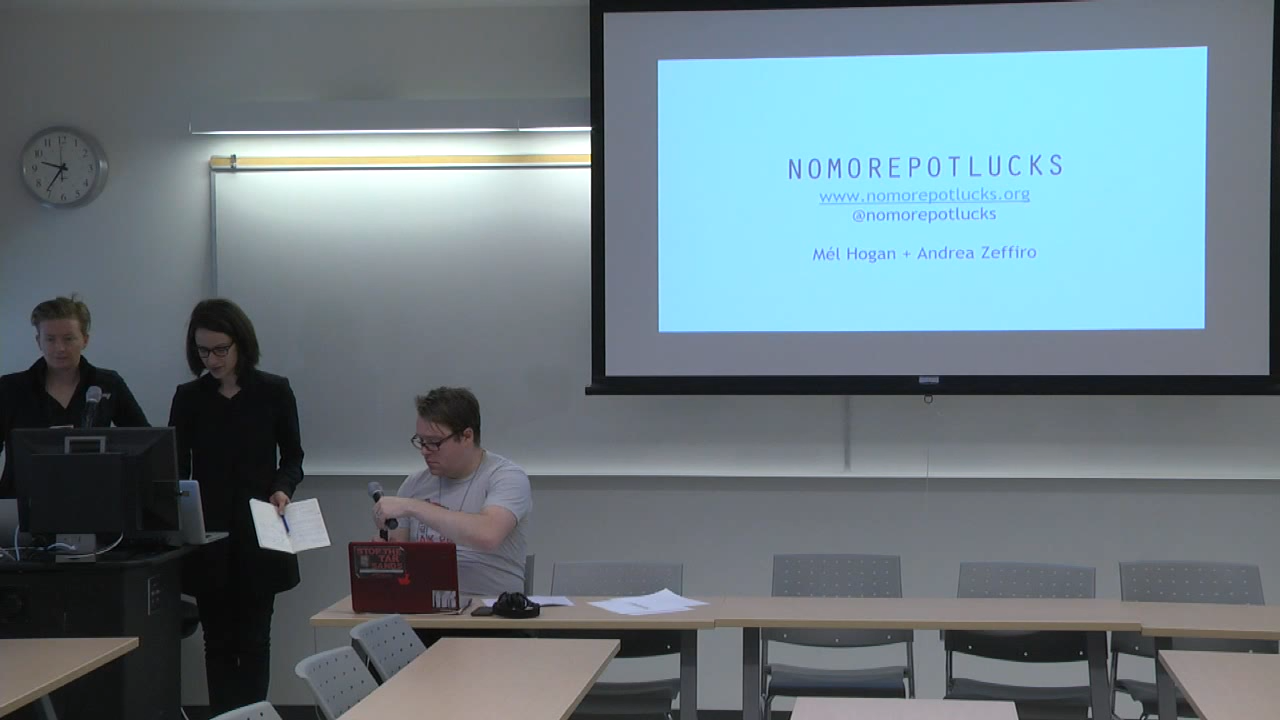 NOMOREPOTLUCKS
www.nomorepotlucks.org
@nomorepotlucks
Mél Hogan + Andrea Zeffiro
STOP THE
TAR
SANDS